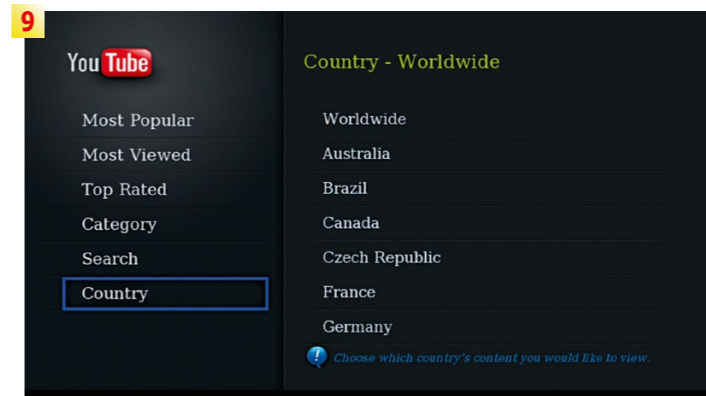 9
YouTube
Most Popular
Most Viewed
Top Rated
Category
Search
Country
Country - Worldwide
Worldwide
Australia
Brazil
Canada
Czech Republic
France
Germany
! Choose which country's content you would like to view.